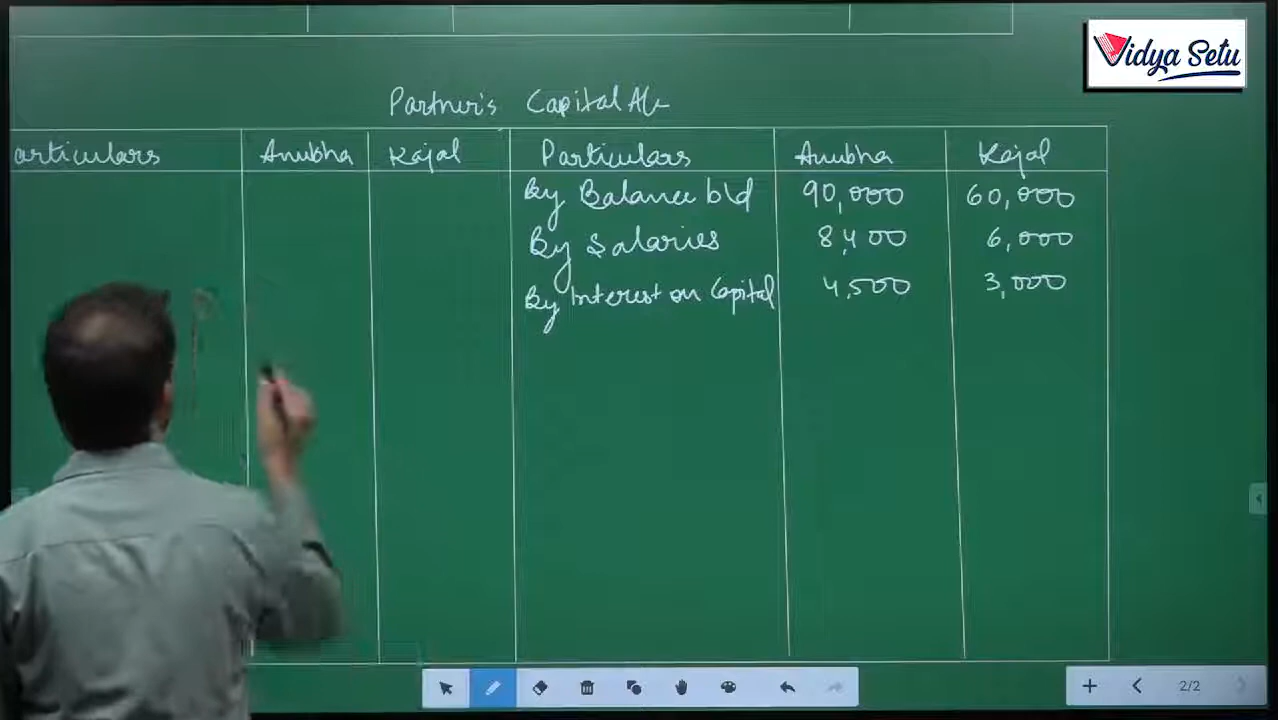 Vidya Setu
Partner's Capital A/c
articulars Anubha Kajal Particulars Anubha Kajal
By Balance b/d 90,000 60,000
By Salaries 8,400 6,000
By Interest on Capital 4,500 3,000
2/2